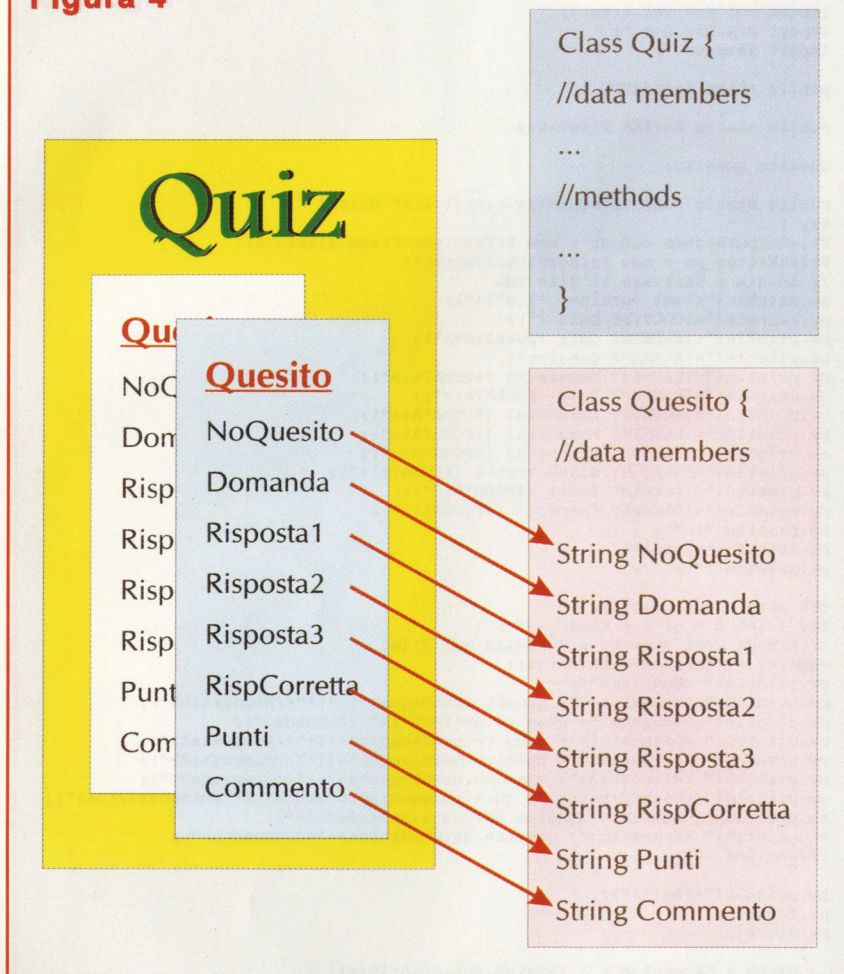 Figura 4
Quiz
Quesito
NoQ
Dom
Risp
Risp
Risp
Risp
Punt
Com
Quesito
NoQuesito
Domanda
Risposta1
Risposta2
Risposta3
RispCorretta
Punti
Commento
Class Quiz {
//data members
...
//methods
...
}
Class Quesito {
//data members
String NoQuesito
String Domanda
String Risposta1
String Risposta2
String Risposta3
String RispCorretta
String Punti
String Commento